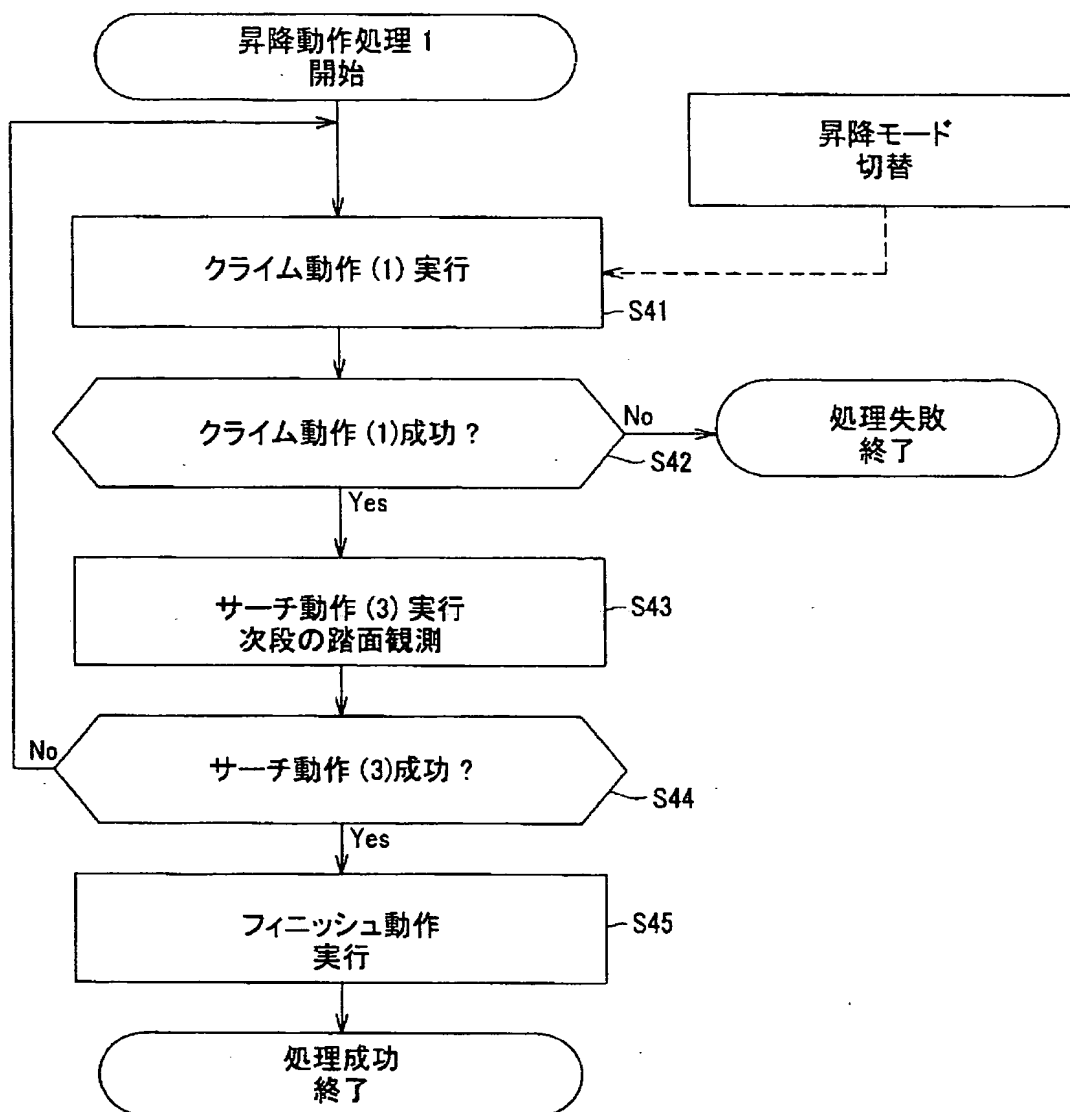 昇降動作処理1
開始
昇降モード
切替
クライム動作(1)実行
S41
クライム動作(1)成功?
No
処理失敗
終了
S42
Yes
サーチ動作(3)実行
次段の踏面観測
S43
No
サーチ動作(3)成功?
S44
Yes
フィニッシュ動作
実行
S45
処理成功
終了